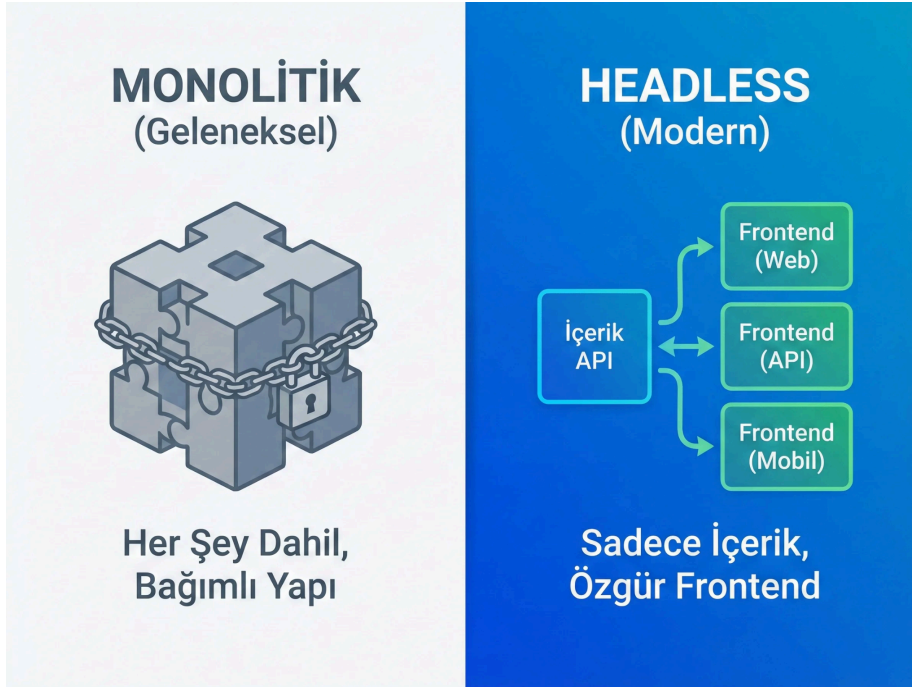 MONOLİTİK
(Geleneksel)
Her Şey Dahil,
Bağımlı Yapı
HEADLESS
(Modern)
İçerik
API
Frontend
(Web)
Frontend
(API)
Frontend
(Mobil)
Sadece İçerik,
Özgür Frontend